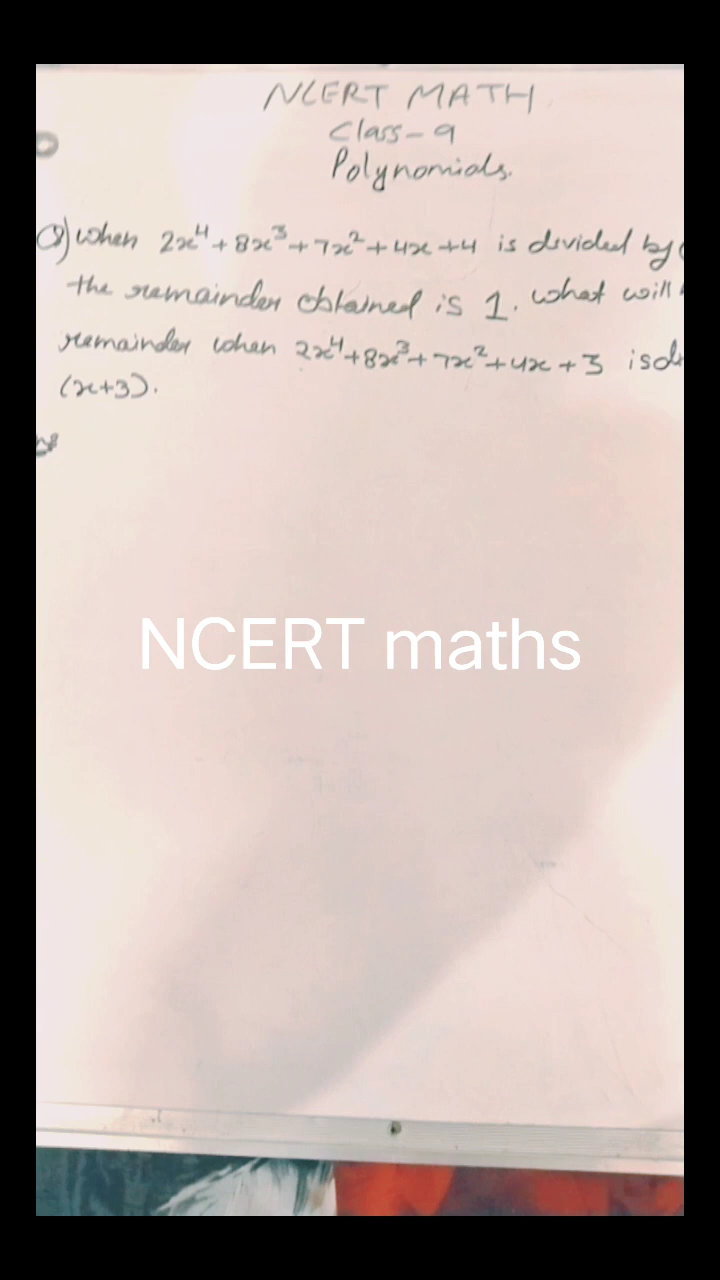 NCERT MATH
Class-9
Polynomials.
Q) when 2x⁴+8x³+7x²+4x+4 is divided by (
the remainder obtained is 1. what will
remainder when 2x⁴+8x³+7x²+4x+3 is di
(x+3).
NCERT maths